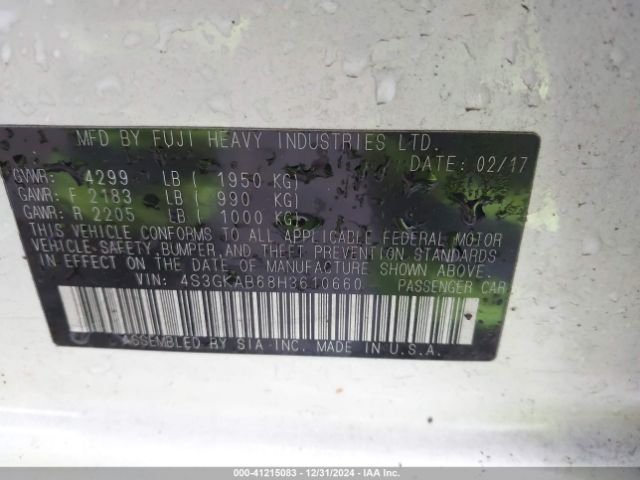 MFD BY FUJI HEAVY INDUSTRIES LTD.
DATE: 02/17
GVWR: 4299 LB ( 1950 KG)
GAWR: F 2183 LB ( 990 KG)
GAWR: R 2205 LB ( 1000 KG)
THIS VEHICLE CONFORMS TO ALL APPLICABLE FEDERAL MOTOR
VEHICLE SAFETY, BUMPER, AND THEFT PREVENTION STANDARDS
IN EFFECT ON THE DATE OF MANUFACTURE SHOWN ABOVE.
VIN: 4S3GKAB68H3610660 PASSENGER CAR
ASSEMBLED BY SIA-INC. MADE IN U.S.A.
000-41215083 - 12/31/2024 - IAA Inc.